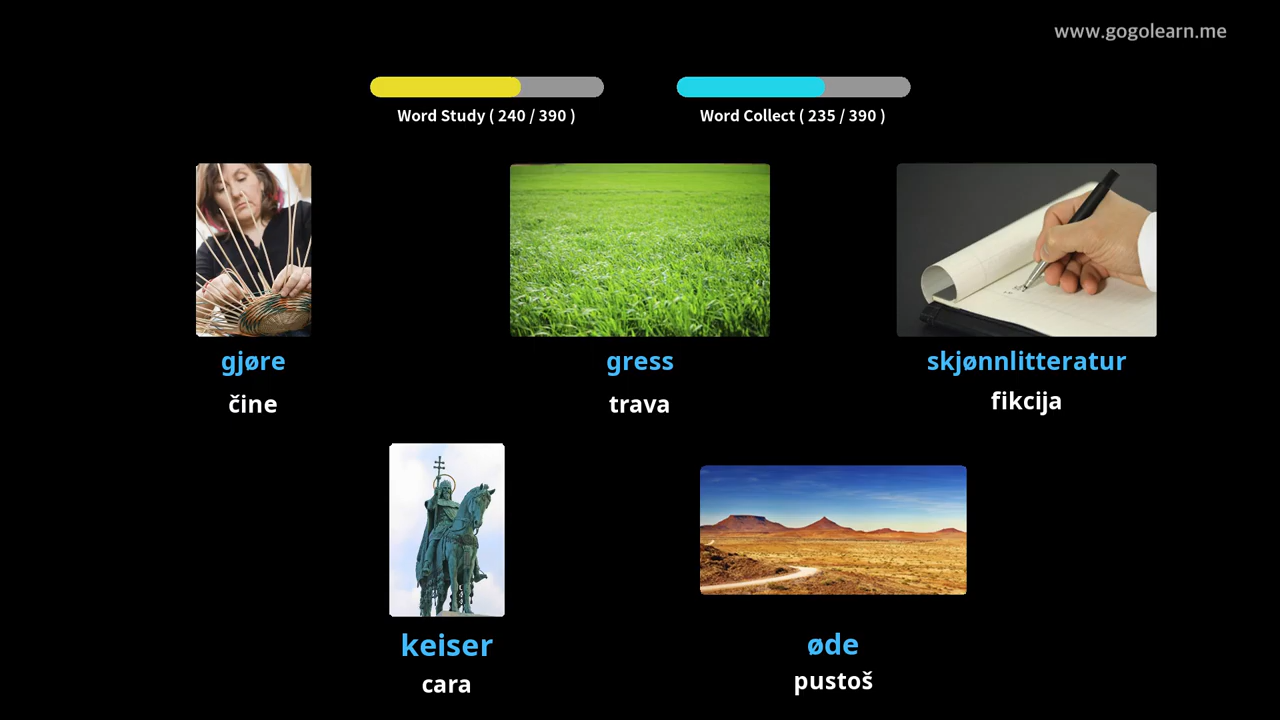 www.gogolearn.me
Word Study ( 240 / 390 )
Word Collect ( 235 / 390 )
gjøre
gress
skjønnlitteratur
čine
trava
fikcija
keiser
øde
cara
pustoš